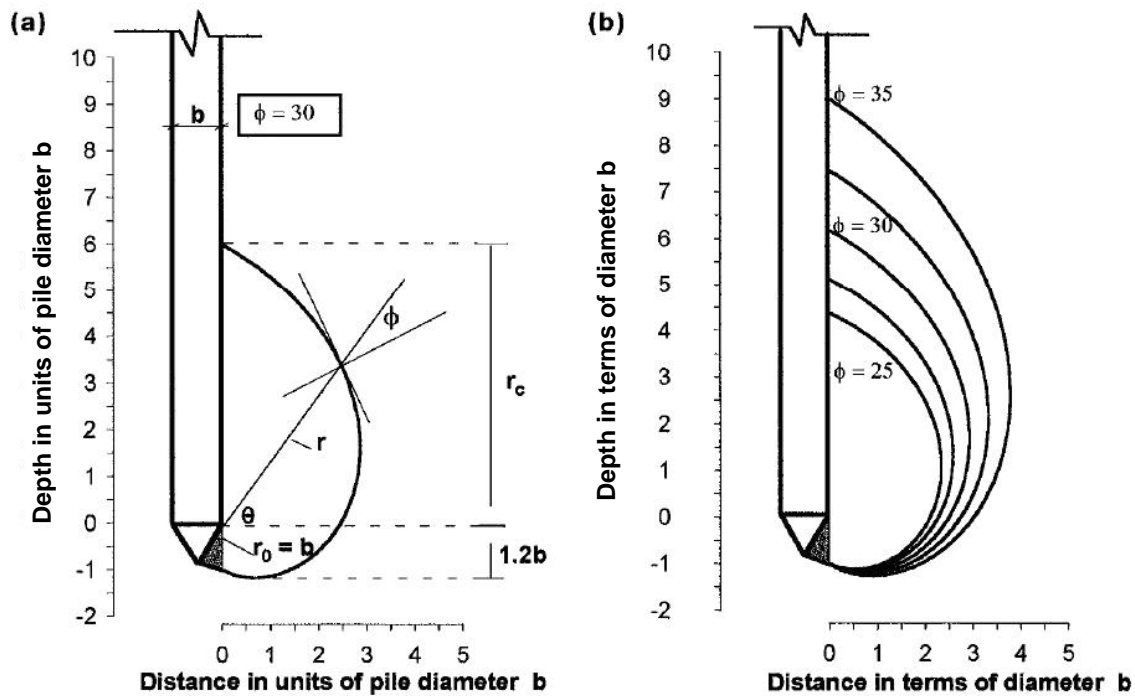 (a)
Depth in units of pile diameter b
10
9
8
7
6
5
4
3
2
1
0
-1
-2
b
ϕ = 30
ϕ
r_c
r
θ
r₀ = b
1.2b
0 1 2 3 4 5
Distance in units of pile diameter b
(b)
Depth in terms of diameter b
10
9
8
7
6
5
4
3
2
1
0
-1
-2
ϕ = 35
ϕ = 30
ϕ = 25
0 1 2 3 4 5
Distance in terms of diameter b